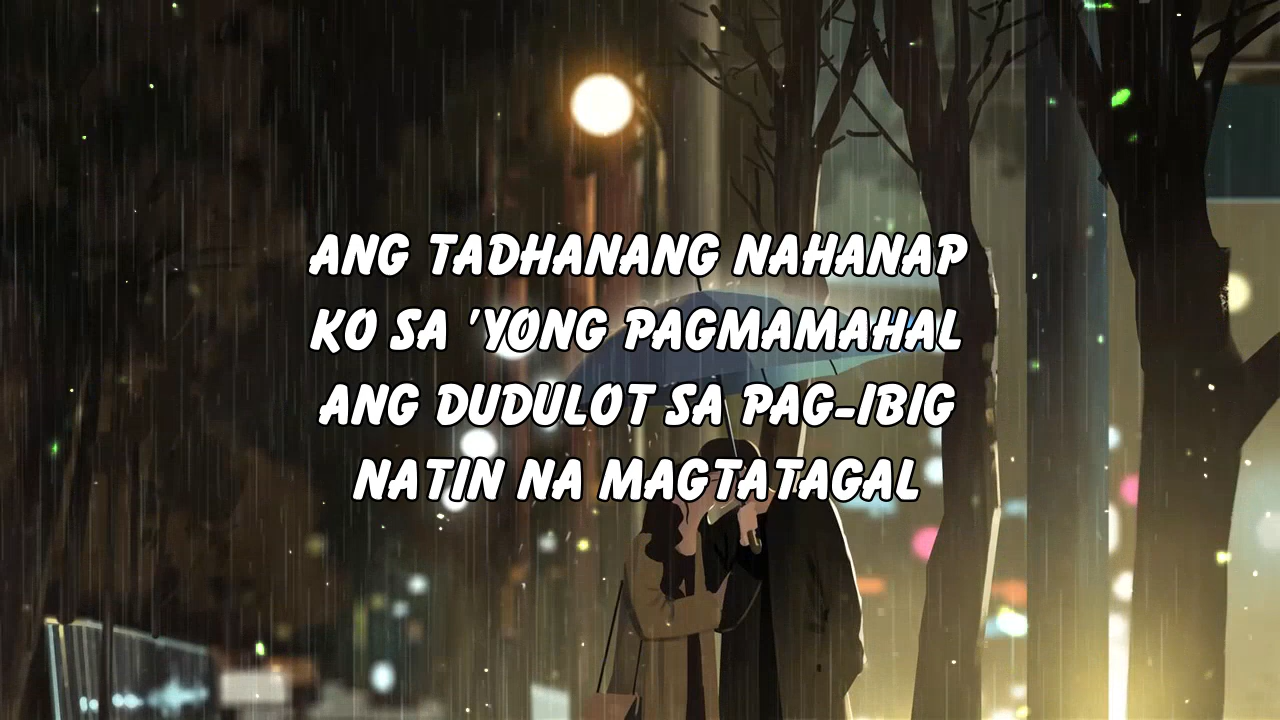 ANG TADHANANG NAHANAP
KO SA 'YONG PAGMAMAHAL
ANG DUDULOT SA PAG-IBIG
NATIN NA MAGTATAGAL